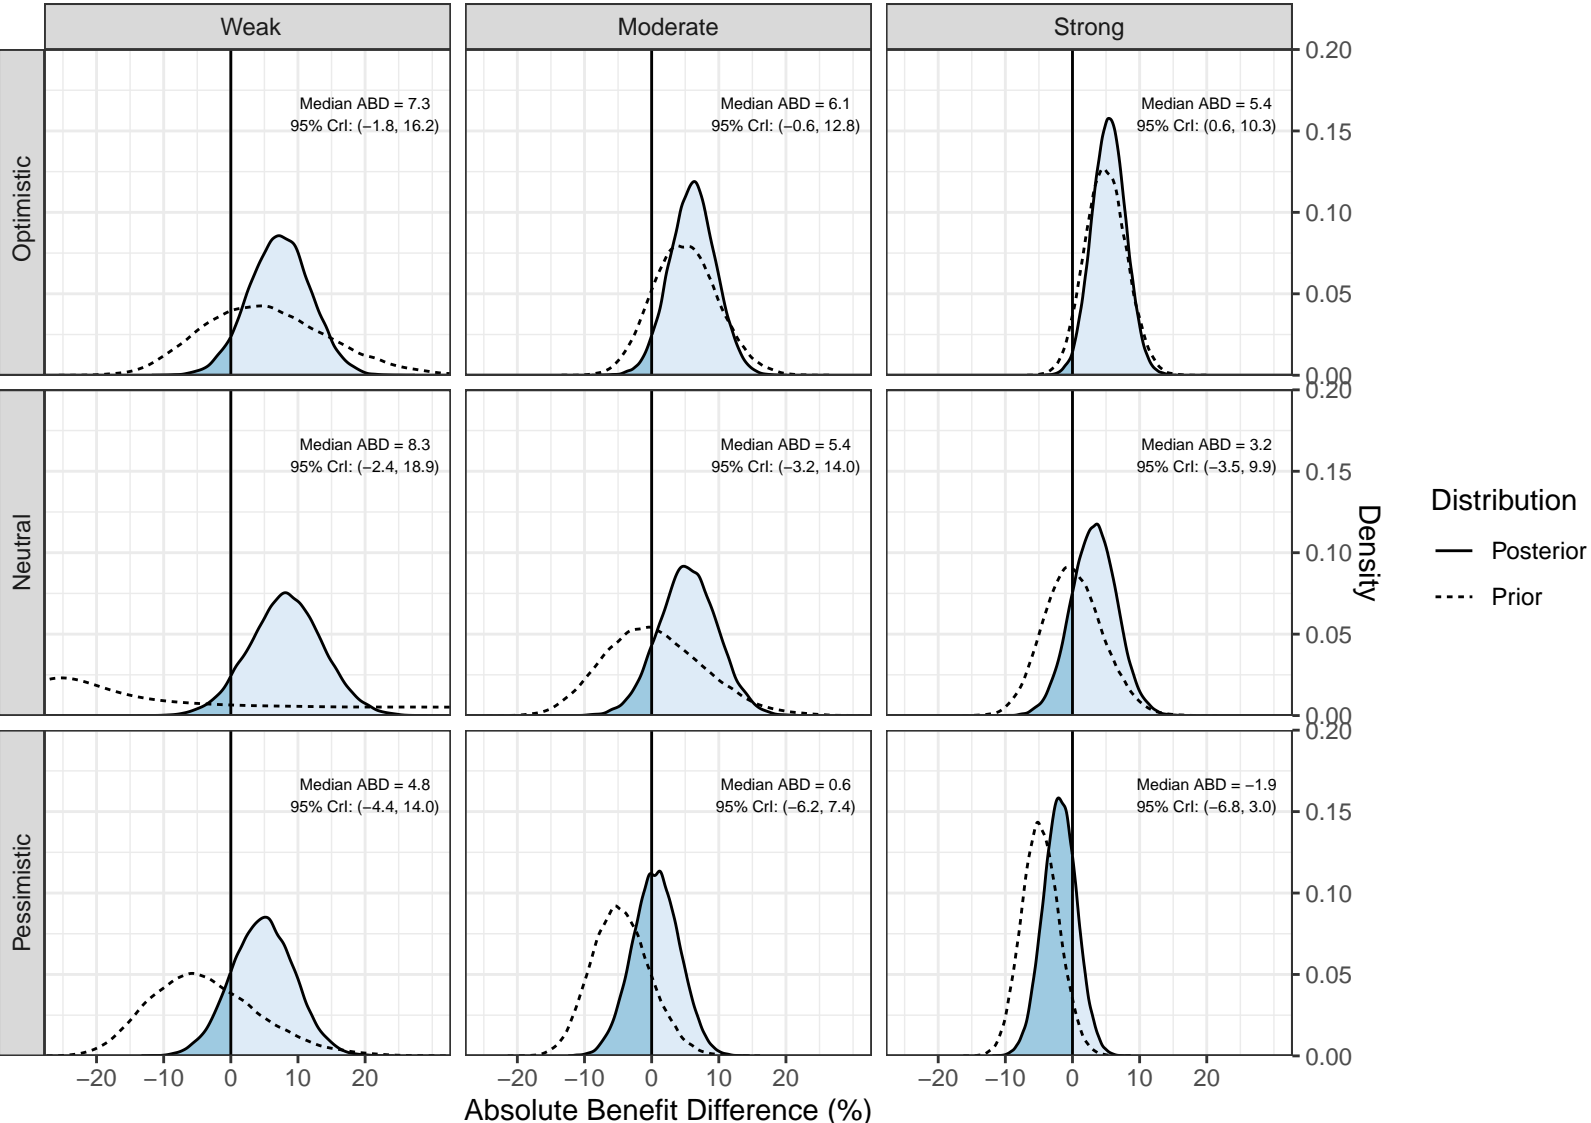 Weak
Moderate
Strong
Optimistic
Median ABD = 7.3
95% CrI: (−1.8, 16.2)
Median ABD = 6.1
95% CrI: (−0.6, 12.8)
Median ABD = 5.4
95% CrI: (0.6, 10.3)
0.20
0.15
0.10
0.05
0.00
Neutral
Median ABD = 8.3
95% CrI: (−2.4, 18.9)
Median ABD = 5.4
95% CrI: (−3.2, 14.0)
Median ABD = 3.2
95% CrI: (−3.5, 9.9)
0.20
0.15
0.10
0.05
0.00
Pessimistic
Median ABD = 4.8
95% CrI: (−4.4, 14.0)
Median ABD = 0.6
95% CrI: (−6.2, 7.4)
Median ABD = −1.9
95% CrI: (−6.8, 3.0)
0.20
0.15
0.10
0.05
0.00
−20 −10 0 10 20
−20 −10 0 10 20
−20 −10 0 10 20
Absolute Benefit Difference (%)
Density
Distribution
Posterior
Prior